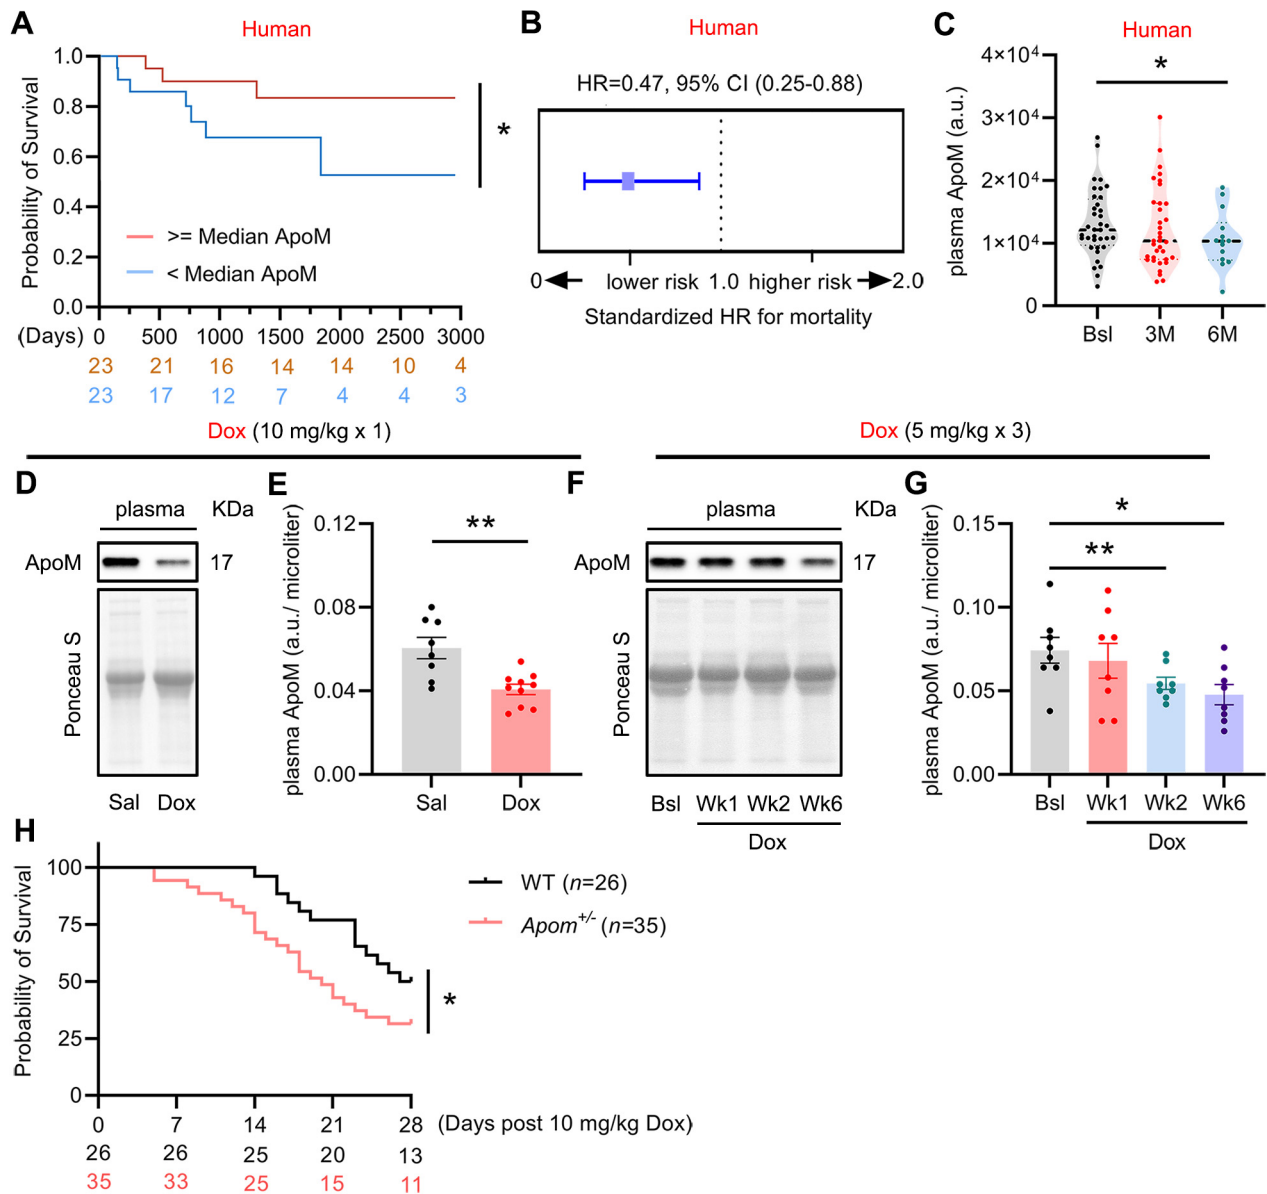 A
Human
Probability of Survival
1.0
0.8
0.6
0.4
0.2
0.0
>= Median ApoM
< Median ApoM
*
(Days)
0 500 1000 1500 2000 2500 3000
23 21 16 14 14 10 4
23 17 12 7 4 4 3
B
Human
HR=0.47, 95% CI (0.25-0.88)
0 lower risk 1.0 higher risk 2.0
Standardized HR for mortality
C
Human
plasma ApoM (a.u.)
4×10⁴
3×10⁴
2×10⁴
1×10⁴
0
*
Bsl 3M 6M
Dox (10 mg/kg x 1)
D
plasma KDa
ApoM 17
Ponceau S
Sal Dox
E
plasma ApoM (a.u./ microliter)
0.12
0.08
0.04
0.00
**
Sal Dox
Dox (5 mg/kg x 3)
F
plasma KDa
ApoM 17
Ponceau S
Bsl Wk1 Wk2 Wk6
Dox
G
plasma ApoM (a.u./ microliter)
0.15
0.10
0.05
0.00
*
**
Bsl Wk1 Wk2 Wk6
Dox
H
Probability of Survival
100
75
50
25
0
WT (n=26)
Apom+/- (n=35)
*
0 7 14 21 28 (Days post 10 mg/kg Dox)
26 26 25 20 13
35 33 25 15 11